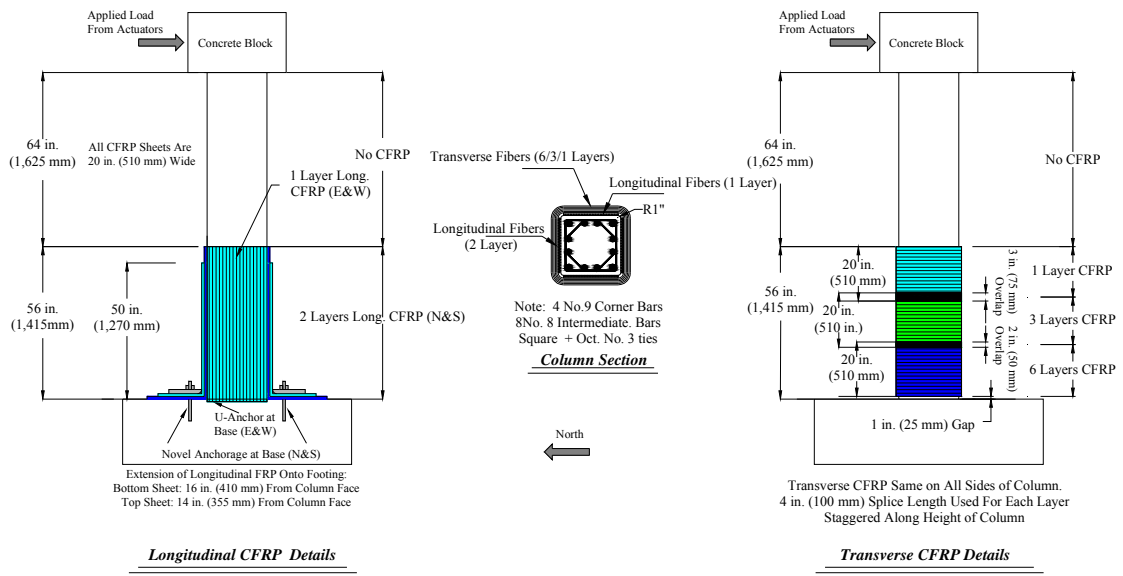 Applied Load
From Actuators
Concrete Block
64 in.
(1,625 mm)
All CFRP Sheets Are
20 in. (510 mm) Wide
No CFRP
1 Layer Long.
CFRP (E&W)
56 in.
(1,415mm)
50 in.
(1,270 mm)
2 Layers Long. CFRP (N&S)
U-Anchor at
Base (E&W)
Novel Anchorage at Base (N&S)
Extension of Longitudinal FRP Onto Footing:
Bottom Sheet: 16 in. (410 mm) From Column Face
Top Sheet: 14 in. (355 mm) From Column Face
Longitudinal CFRP Details
Transverse Fibers (6/3/1 Layers)
Longitudinal Fibers (1 Layer)
R1"
Longitudinal Fibers
(2 Layer)
Note: 4 No.9 Corner Bars
8No. 8 Intermediate. Bars
Square + Oct. No. 3 ties
Column Section
North
Applied Load
From Actuators
Concrete Block
64 in.
(1,625 mm)
No CFRP
56 in.
(1,415 mm)
20 in.
(510 mm)
20 in.
(510 in.)
20 in.
(510 mm)
3 in. (75 mm)
Overlap
2 in. (50 mm)
Overlap
1 Layer CFRP
3 Layers CFRP
6 Layers CFRP
1 in. (25 mm) Gap
Transverse CFRP Same on All Sides of Column.
4 in. (100 mm) Splice Length Used For Each Layer
Staggered Along Height of Column
Transverse CFRP Details